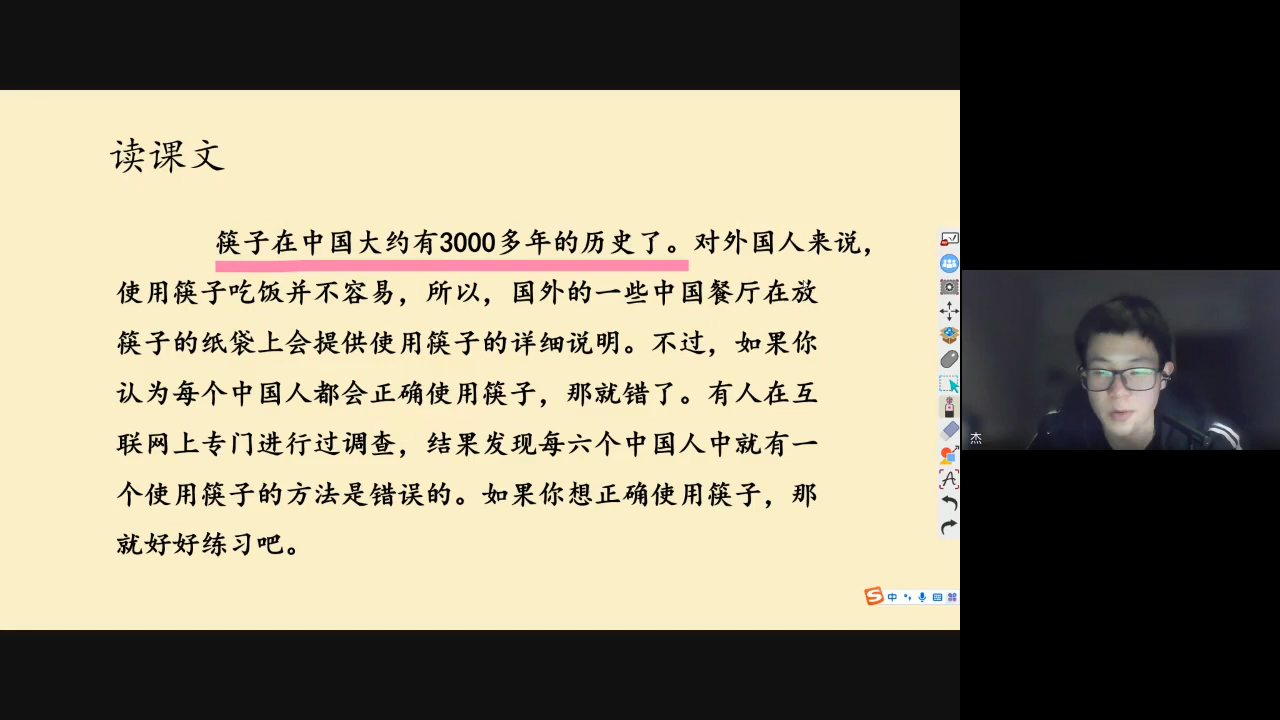 读课文
筷子在中国大约有3000多年的历史了。对外国人来说，
使用筷子吃饭并不容易，所以，国外的一些中国餐厅在放
筷子的纸袋上会提供使用筷子的详细说明。不过，如果你
认为每个中国人都会正确使用筷子，那就错了。有人在互
联网上专门进行过调查，结果发现每六个中国人中就有一
个使用筷子的方法是错误的。如果你想正确使用筷子，那
就好好练习吧。
杰
中